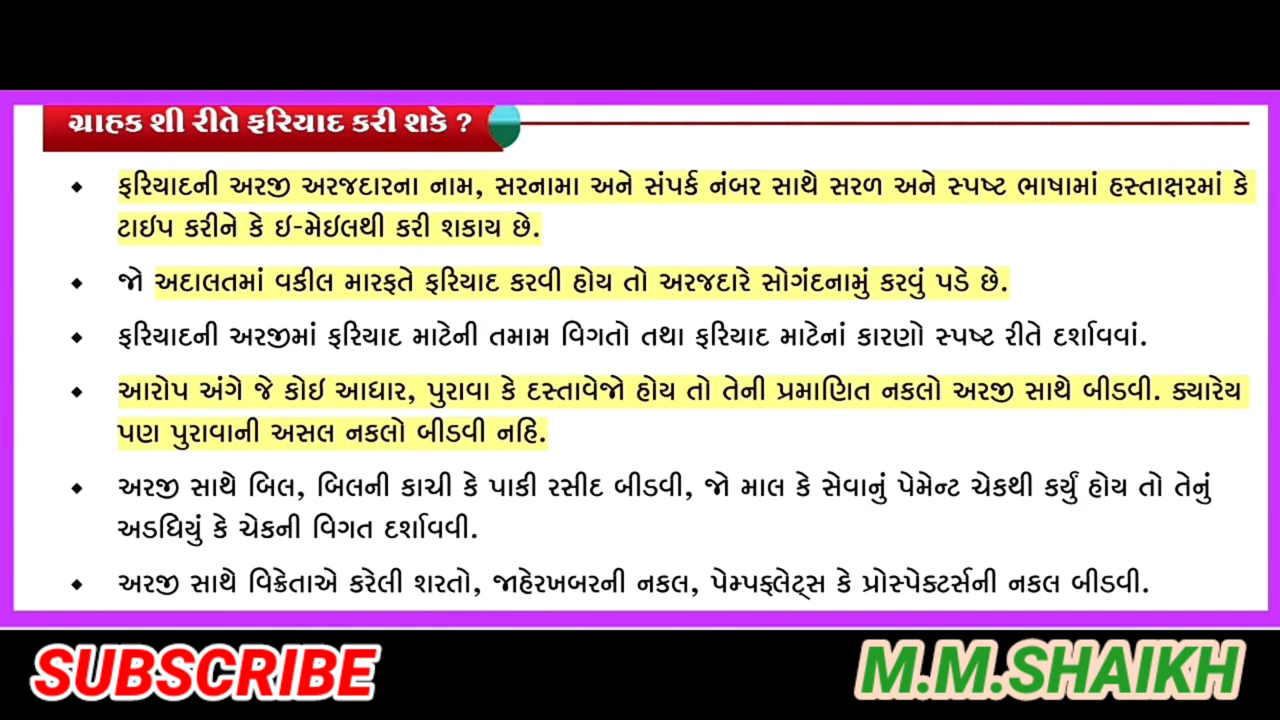 ગ્રાહક શી રીતે ફરિયાદ કરી શકે ?
◆ ફરિયાદની અરજી અરજદારના નામ, સરનામા અને સંપર્ક નંબર સાથે સરળ અને સ્પષ્ટ ભાષામાં હસ્તાક્ષરમાં કે
ટાઇપ કરીને કે ઇ-મેઈલથી કરી શકાય છે.
◆ જો અદાલતમાં વકીલ મારફતે ફરિયાદ કરવી હોય તો અરજદારે સોગંદનામું કરવું પડે છે.
◆ ફરિયાદની અરજીમાં ફરિયાદ માટેની તમામ વિગતો તથા ફરિયાદ માટેનાં કારણો સ્પષ્ટ રીતે દર્શાવવાં.
◆ આરોપ અંગે જે કોઇ આધાર, પુરાવા કે દસ્તાવેજો હોય તો તેની પ્રમાણિત નકલો અરજી સાથે બીડવી. ક્યારેય
પણ પુરાવાની અસલ નકલો બીડવી નહિ.
◆ અરજી સાથે બિલ, બિલની કાચી કે પાકી રસીદ બીડવી, જો માલ કે સેવાનું પેમેન્ટ ચેકથી કર્યું હોય તો તેનું
અડધિયું કે ચેકની વિગત દર્શાવવી.
◆ અરજી સાથે વિક્રેતાએ કરેલી શરતો, જાહેરખબરની નકલ, પેમ્પફ્લેટ્સ કે પ્રોસ્પેક્ટર્સની નકલ બીડવી.
SUBSCRIBE
M.M.SHAIKH